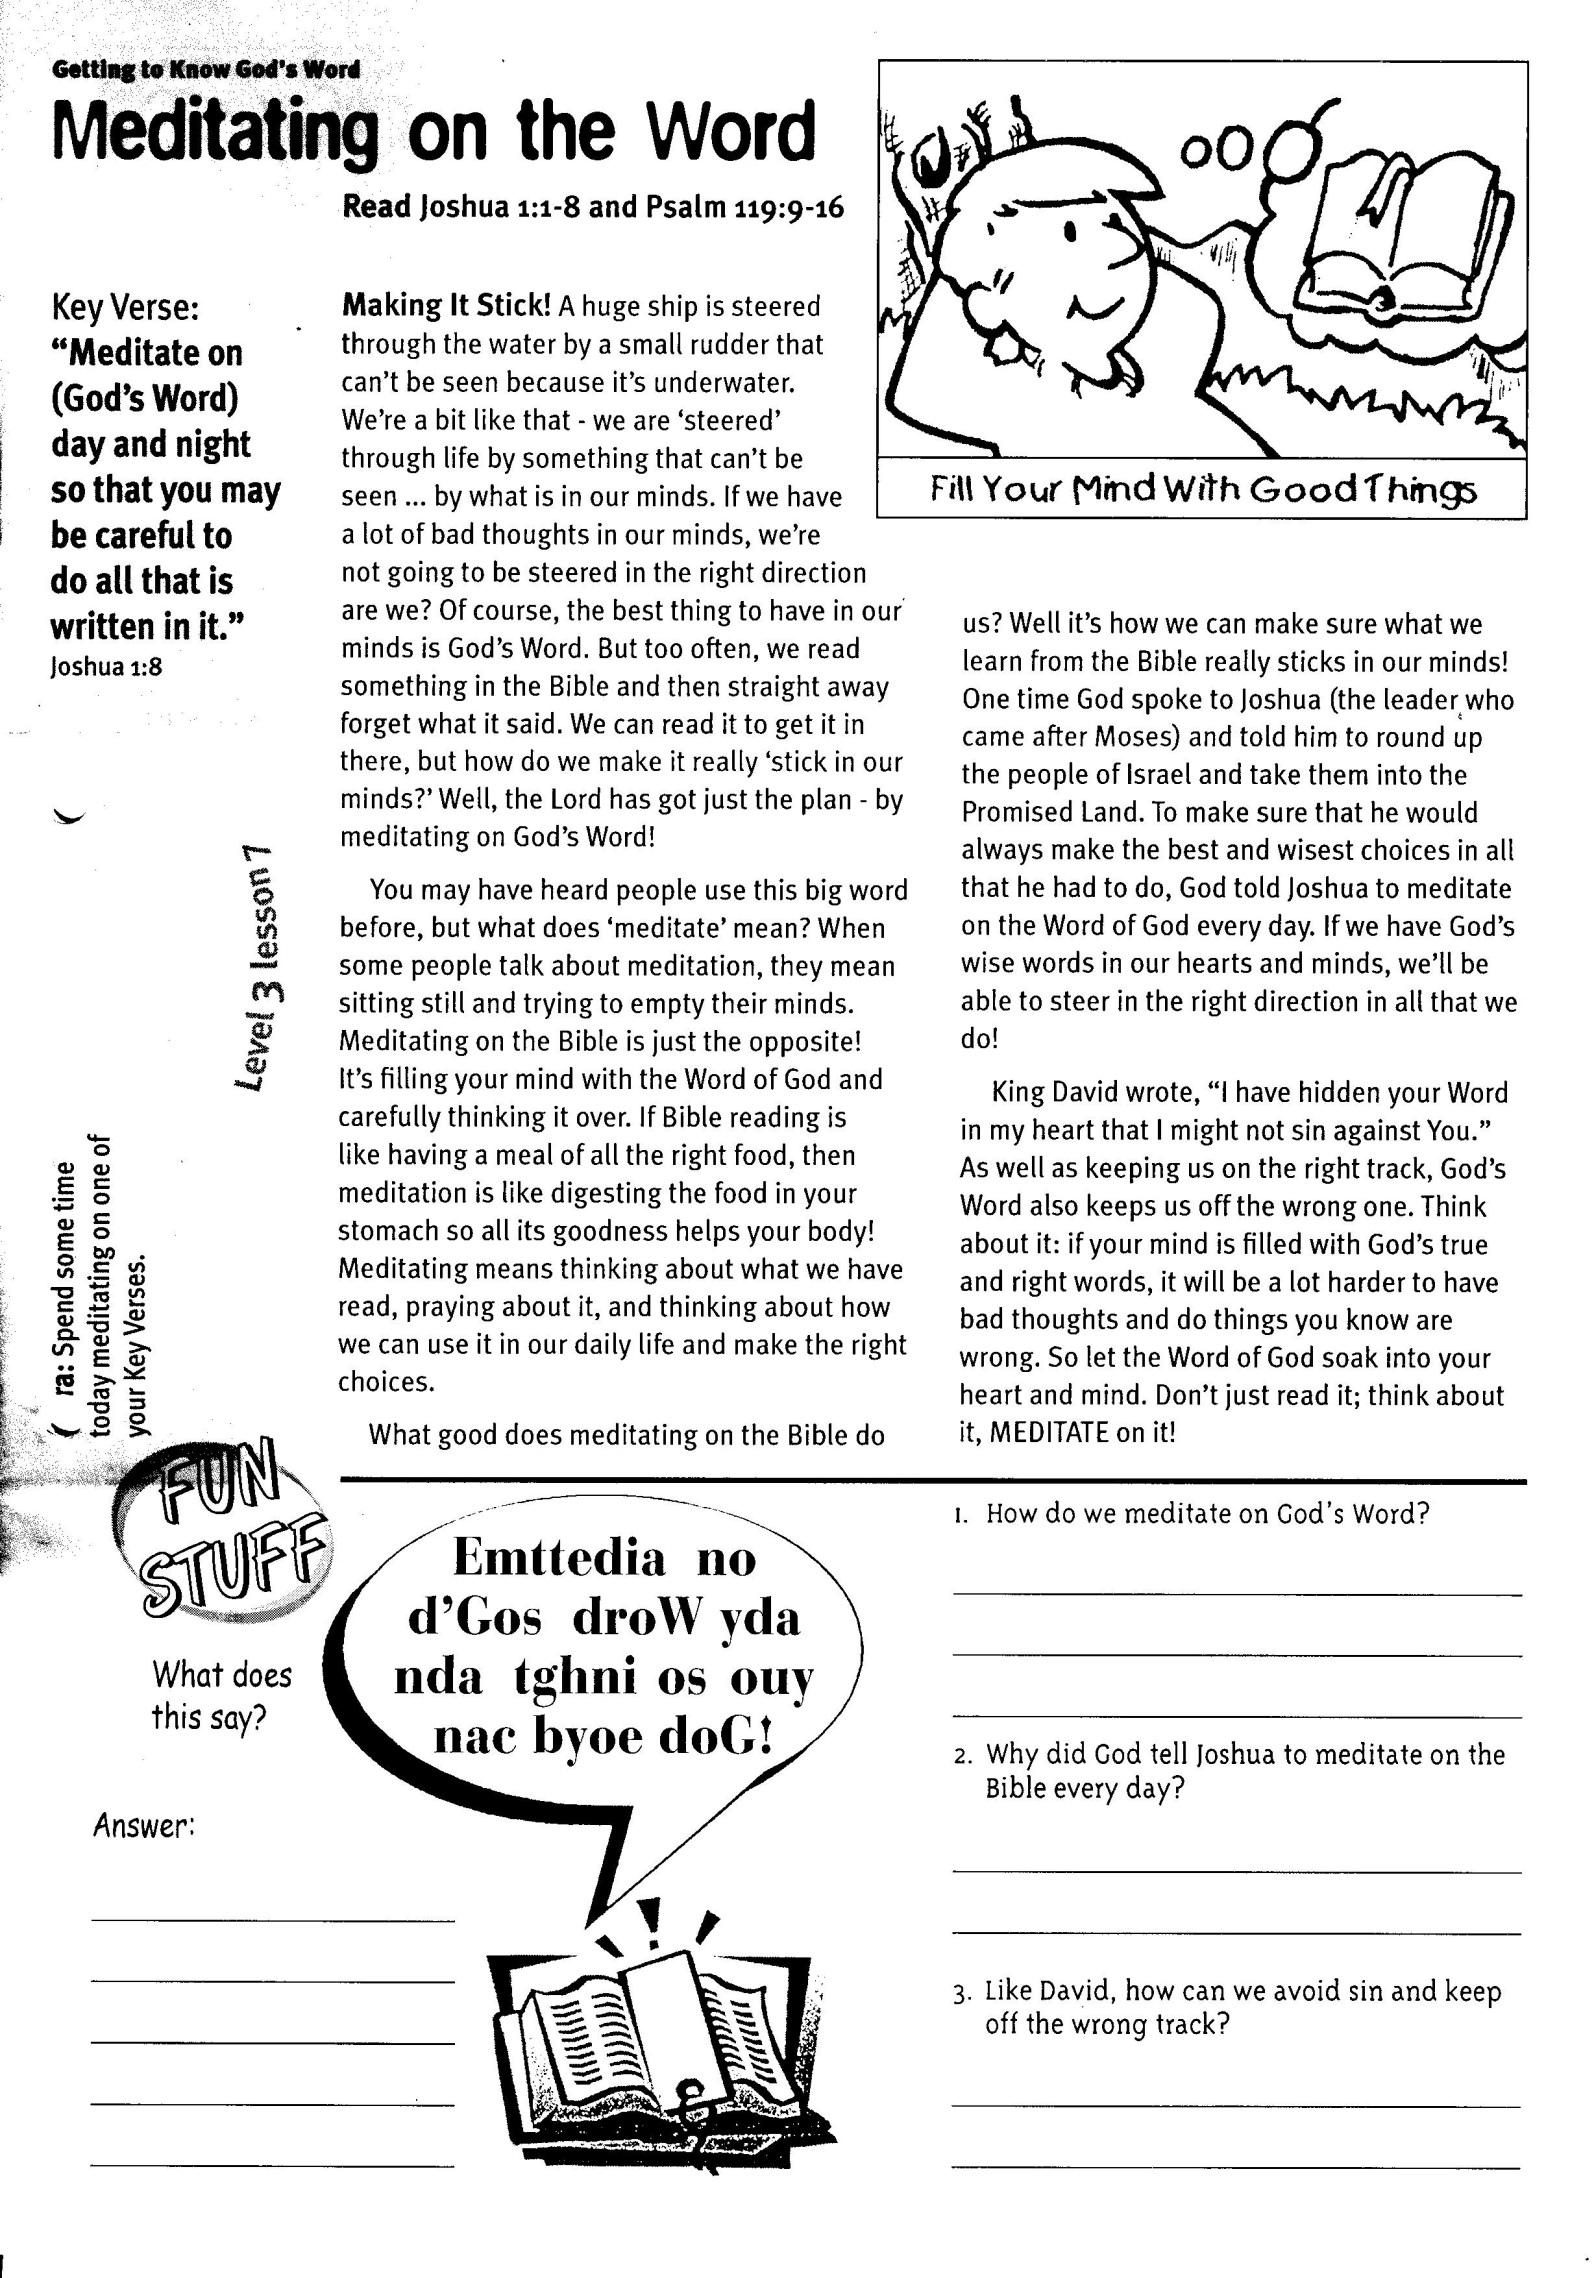 Getting to Know God's Word
Meditating on the Word
Read Joshua 1:1-8 and Psalm 119:9-16
Fill Your Mind With Good Things
Key Verse:
“Meditate on
(God’s Word)
day and night
so that you may
be careful to
do all that is
written in it.”
Joshua 1:8
Making It Stick! A huge ship is steered
through the water by a small rudder that
can’t be seen because it’s underwater.
We’re a bit like that - we are ‘steered’
through life by something that can’t be
seen ... by what is in our minds. If we have
a lot of bad thoughts in our minds, we’re
not going to be steered in the right direction
are we? Of course, the best thing to have in our
minds is God’s Word. But too often, we read
something in the Bible and then straight away
forget what it said. We can read it to get it in
there, but how do we make it really ‘stick in our
minds?’ Well, the Lord has got just the plan - by
meditating on God’s Word!
You may have heard people use this big word
before, but what does ‘meditate’ mean? When
some people talk about meditation, they mean
sitting still and trying to empty their minds.
Meditating on the Bible is just the opposite!
It’s filling your mind with the Word of God and
carefully thinking it over. If Bible reading is
like having a meal of all the right food, then
meditation is like digesting the food in your
stomach so all its goodness helps your body!
Meditating means thinking about what we have
read, praying about it, and thinking about how
we can use it in our daily life and make the right
choices.
What good does meditating on the Bible do
us? Well it’s how we can make sure what we
learn from the Bible really sticks in our minds!
One time God spoke to Joshua (the leader who
came after Moses) and told him to round up
the people of Israel and take them into the
Promised Land. To make sure that he would
always make the best and wisest choices in all
that he had to do, God told Joshua to meditate
on the Word of God every day. If we have God’s
wise words in our hearts and minds, we’ll be
able to steer in the right direction in all that we
do!
King David wrote, “I have hidden your Word
in my heart that I might not sin against You.”
As well as keeping us on the right track, God’s
Word also keeps us off the wrong one. Think
about it: if your mind is filled with God’s true
and right words, it will be a lot harder to have
bad thoughts and do things you know are
wrong. So let the Word of God soak into your
heart and mind. Don’t just read it; think about
it, MEDITATE on it!
Level 3 lesson 1
ra: Spend some time
today meditating on one of
your Key Verses.
FUN
STUFF
What does
this say?
Answer:
Emttedia no
d’Gos droW yda
nda tghni os ouy
nac byoe doG!
1. How do we meditate on God’s Word?
2. Why did God tell Joshua to meditate on the
Bible every day?
3. Like David, how can we avoid sin and keep
off the wrong track?